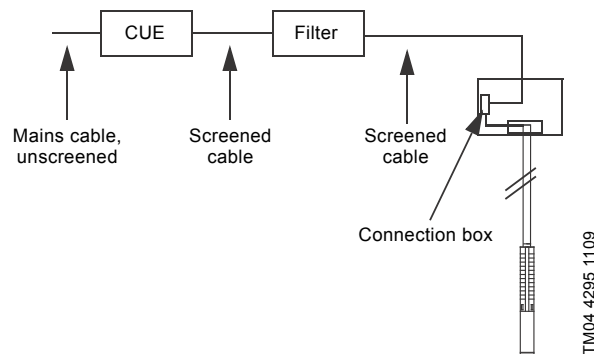 CUE
Filter
Mains cable,
unscreened
Screened
cable
Screened
cable
Connection box
TM04 4295 1109